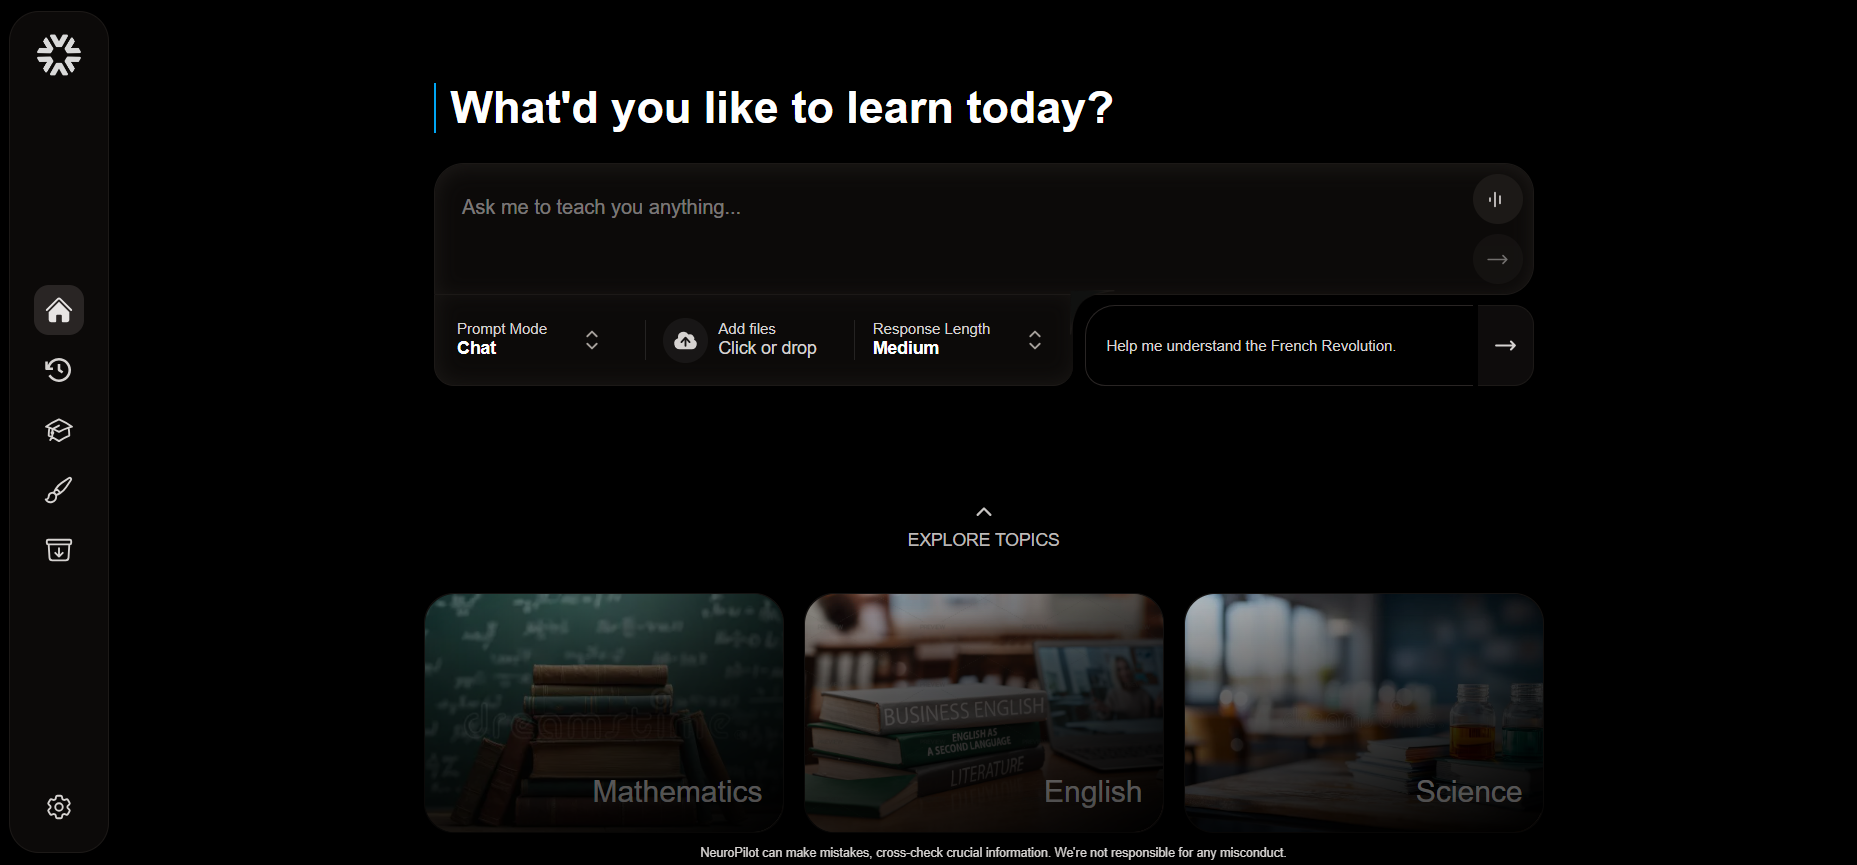 What'd you like to learn today?
Ask me to teach you anything...
Prompt Mode
Chat
Add files
Click or drop
Response Length
Medium
Help me understand the French Revolution.
EXPLORE TOPICS
dreamstime
Mathematics
BUSINESS ENGLISH
ENGLISH AS
A SECOND LANGUAGE
LITERATURE
English
Science
NeuroPilot can make mistakes, cross-check crucial information. We're not responsible for any misconduct.